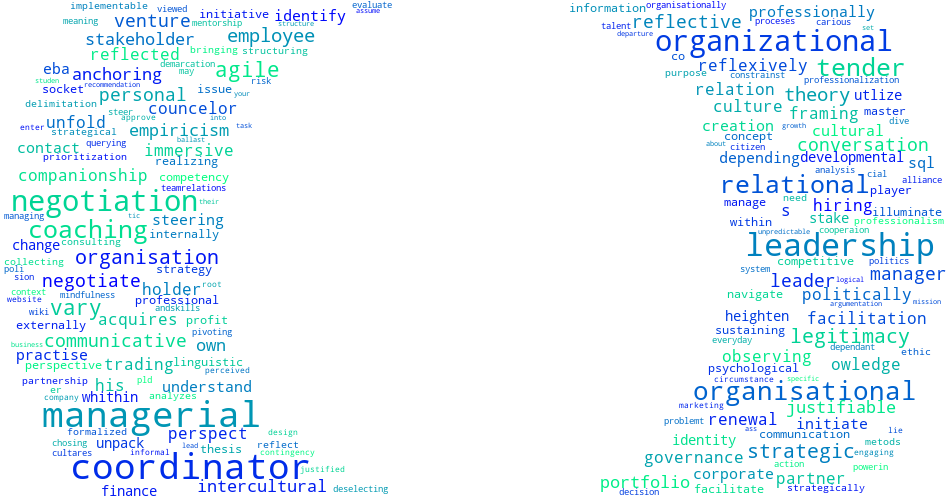 implementable viewed initiative identify assume evaluate
meaning venture mentorship structure
stakeholder employee
reflected bringing structuring
eba anchoring demarcation may agile
studen socket recommendation risk
personal issue your
delimitation steer councelor
unfold approve into
enter strategical empiricism task
contact querying ballast
prioritization immersive
realizing
companionship competency
teamrelations
negotiation their
managing tic steering
coaching internally
change consulting
collecting organisation
poli strategy
sion negotiate holder root
context mindfulness professional
website vary andskills
wiki acquires profit
externally pivoting
business communicative own
practise trading linguistic
perspective perceived
partnership his pld understand
er whithin analyzes
company
managerial
formalized perspect design
chosing unpack lead thesis reflect
cultares informal contingency
coordinator justified
finance intercultural deselecting
information organisationally
talent reflective proceses professionally carious
departure set
organizational
co reflexively tender
purpose constrainst
relation professionalization
culture theory utlize
framing master
creation growth cultural dive
about concept conversation
citizen
depending developmental sql
analysis cial
relational player alliance
manage need hiring
s illuminate
within stake professionalism
unpredictable cooperaion
leadership
competitive politics
system leader logical manager
navigate politically
argumentation mission
heighten facilitation
sustaining
everyday legitimacy
observing dependant ethic
psychological owledge
circumstance specific
organisational
marketing justifiable
problemt renewal initiate
ass communication lie
identity metods
governance strategic engaging
action powerin
corporate partner
portfolio facilitate strategically
decision